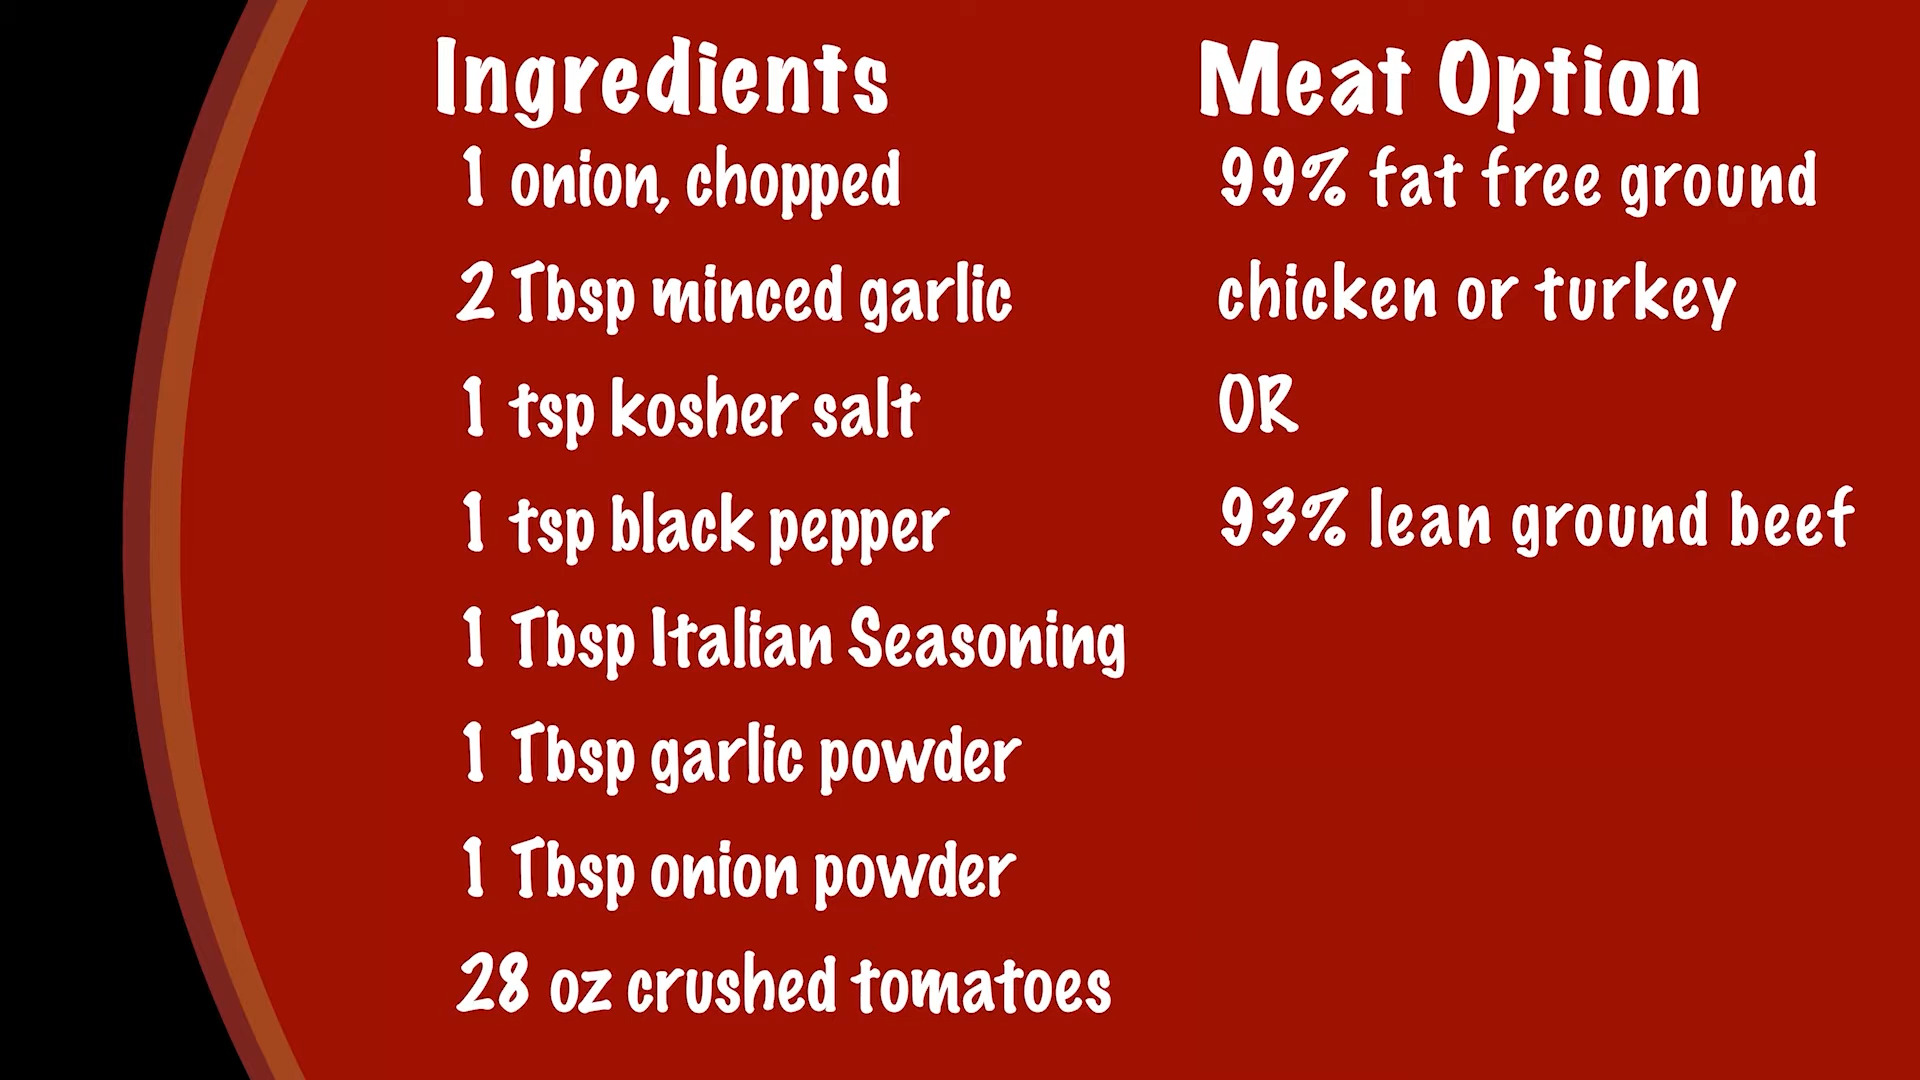 Ingredients
1 onion, chopped
2 Tbsp minced garlic
1 tsp kosher salt
1 tsp black pepper
1 Tbsp Italian Seasoning
1 Tbsp garlic powder
1 Tbsp onion powder
28 oz crushed tomatoes
Meat Option
99% fat free ground
chicken or turkey
OR
93% lean ground beef